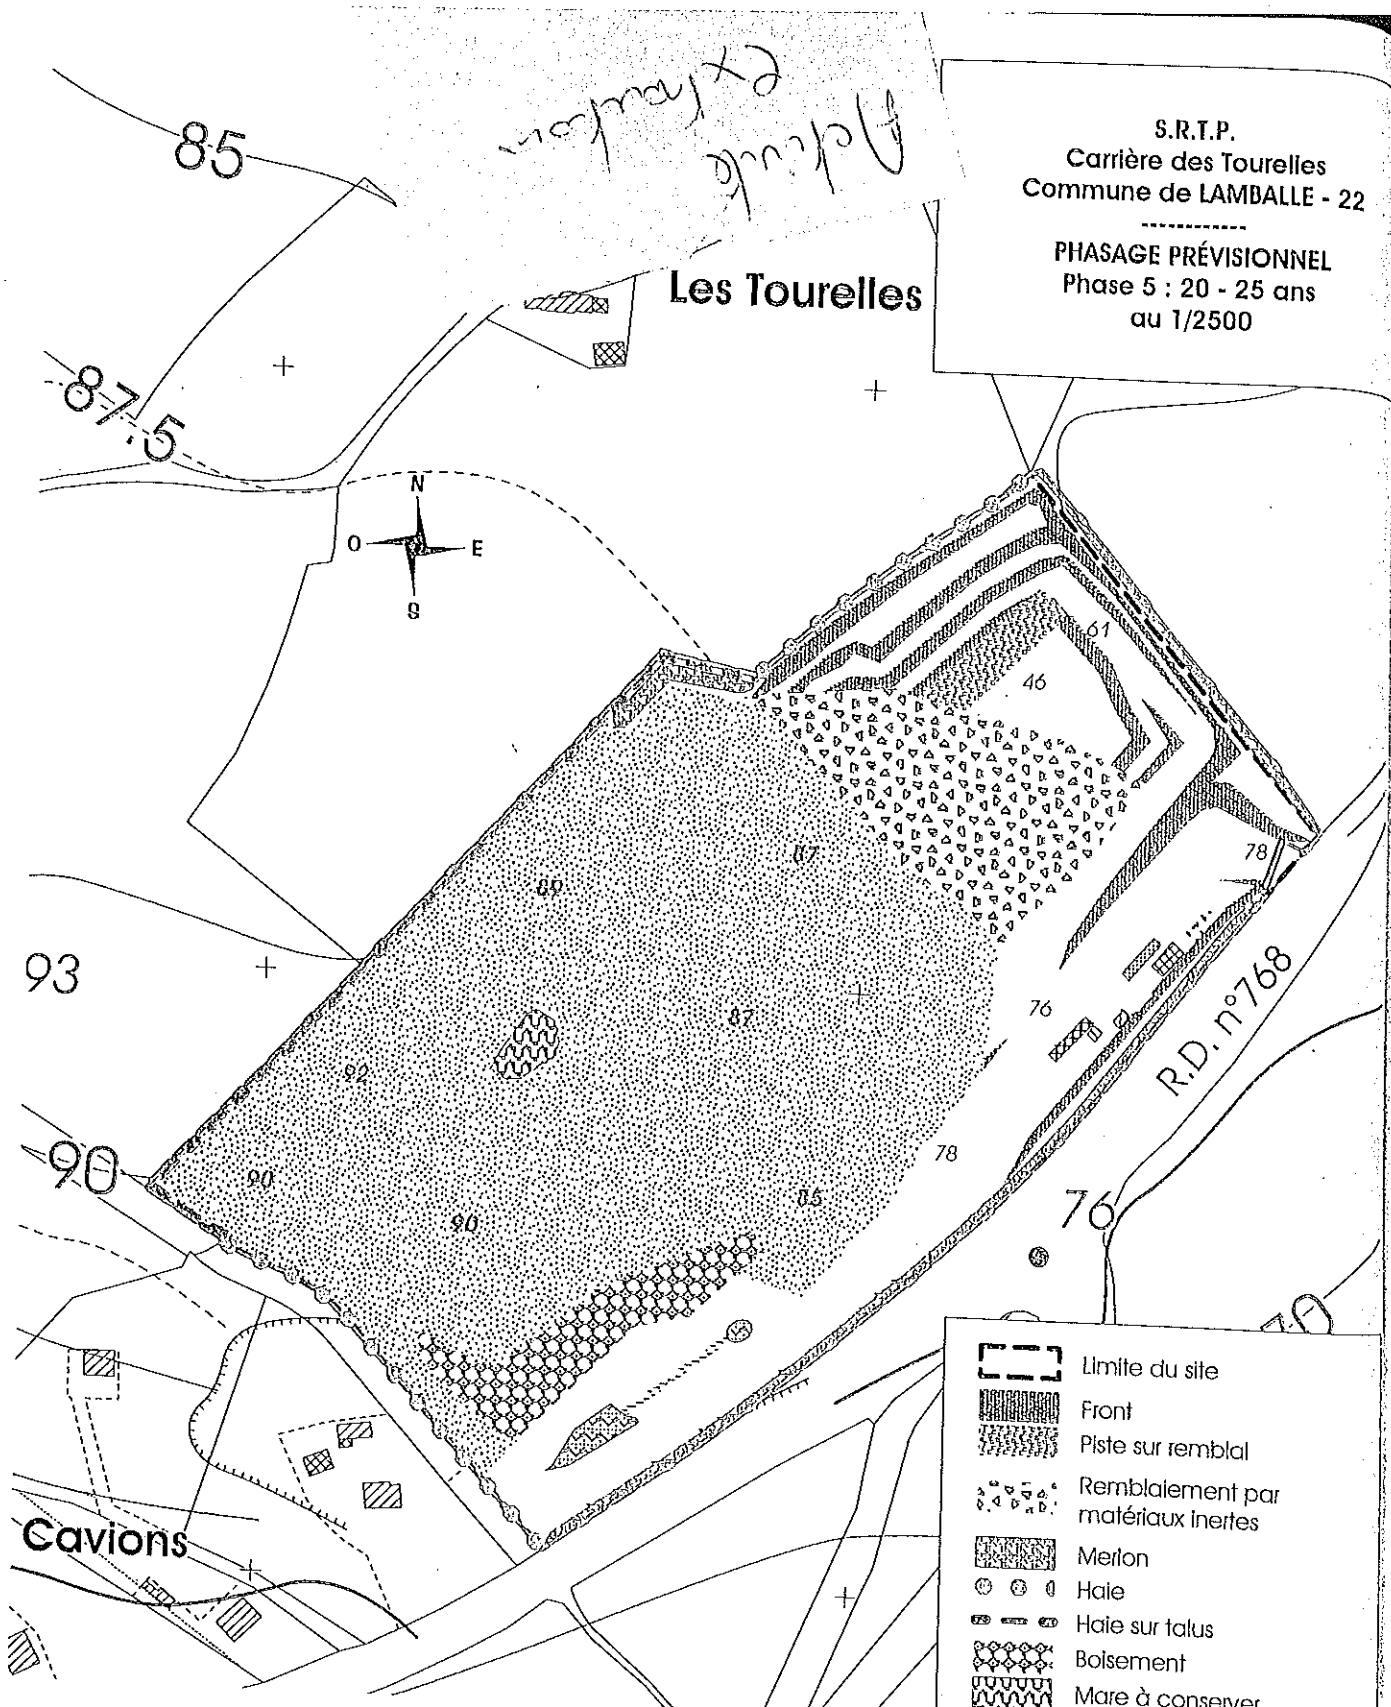 Activité
extraction
S.R.T.P.
Carrière des Tourelles
Commune de LAMBALLE - 22
------------
PHASAGE PRÉVISIONNEL
Phase 5 : 20 - 25 ans
au 1/2500
85
Les Tourelles
87.5
N
O
E
S
61
46
87
78
89
93
87
76
R.D. n°768
92
90
90
90
78
85
76
70
Cavions
Limite du site
Front
Piste sur remblai
Remblaiement par
matériaux inertes
Merlon
Haie
Haie sur talus
Boisement
Mare à conserver